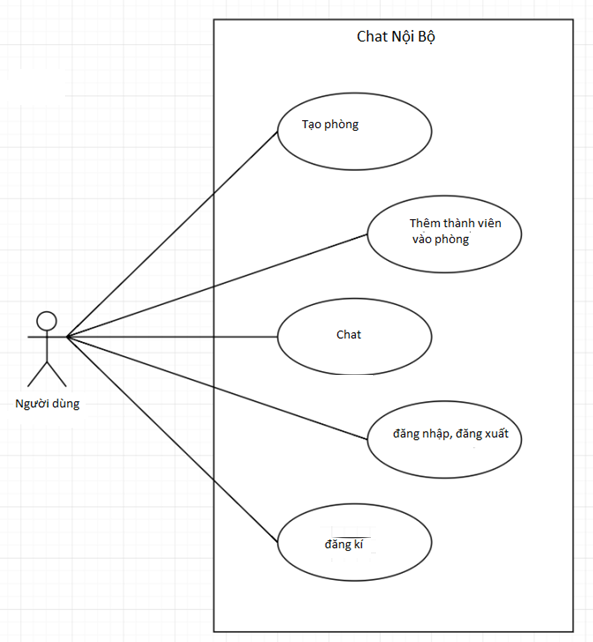 Chat Nội Bộ
Tạo phòng
Thêm thành viên
vào phòng
Chat
Người dùng
đăng nhập, đăng xuất
đăng kí